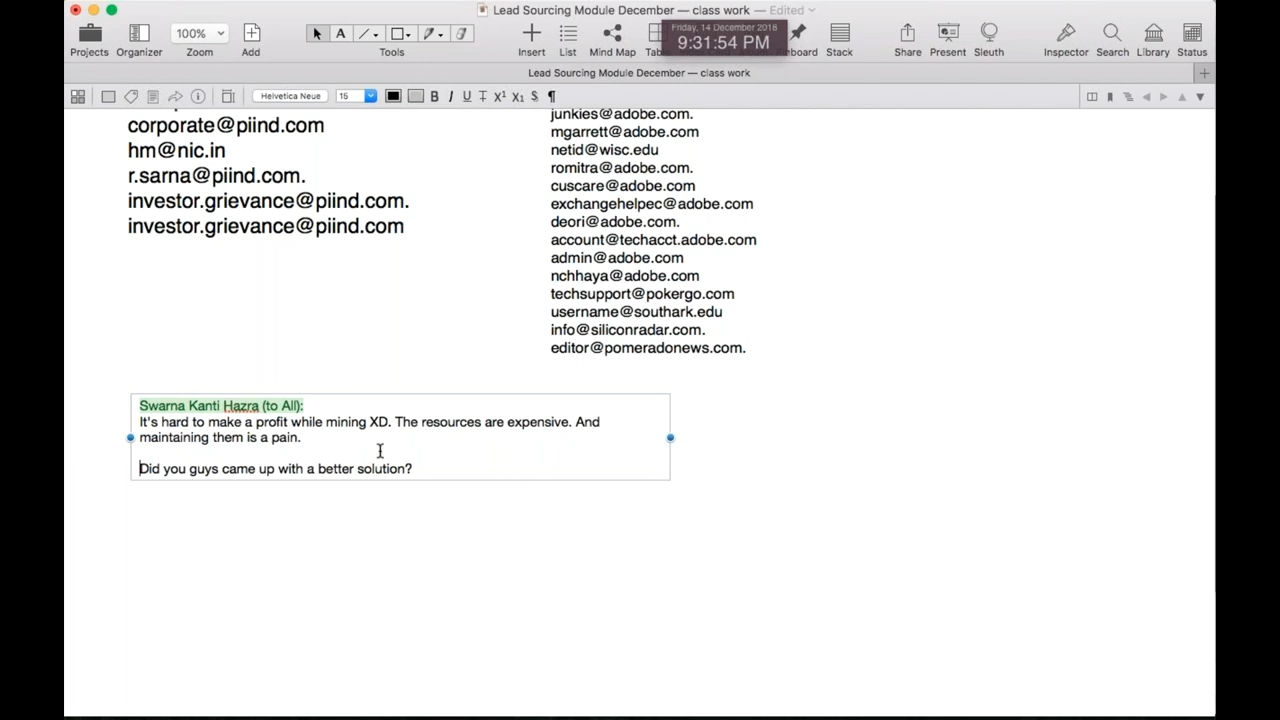 Lead Sourcing Module December — class work — Edited
Friday, 14 December 2018
9:31:54 PM
Projects
Organizer
100%
Zoom
Add
A
Tools
Insert
List
Mind Map
Stack
Share
Present
Sleuth
Inspector
Search
Library
Status
Lead Sourcing Module December — class work
Helvetica Neue
15
B I U T X¹ X₁ $ ¶
corporate@piind.com
hm@nic.in
r.sarna@piind.com.
investor.grievance@piind.com.
investor.grievance@piind.com
junkies@adobe.com.
mgarrett@adobe.com
netid@wisc.edu
romitra@adobe.com.
cuscare@adobe.com
exchangehelpec@adobe.com
deori@adobe.com.
account@techacct.adobe.com
admin@adobe.com
nchhaya@adobe.com
techsupport@pokergo.com
username@southark.edu
info@siliconradar.com.
editor@pomeradonews.com.
Swarna Kanti Hazra (to All):
It's hard to make a profit while mining XD. The resources are expensive. And
maintaining them is a pain.
Did you guys came up with a better solution?